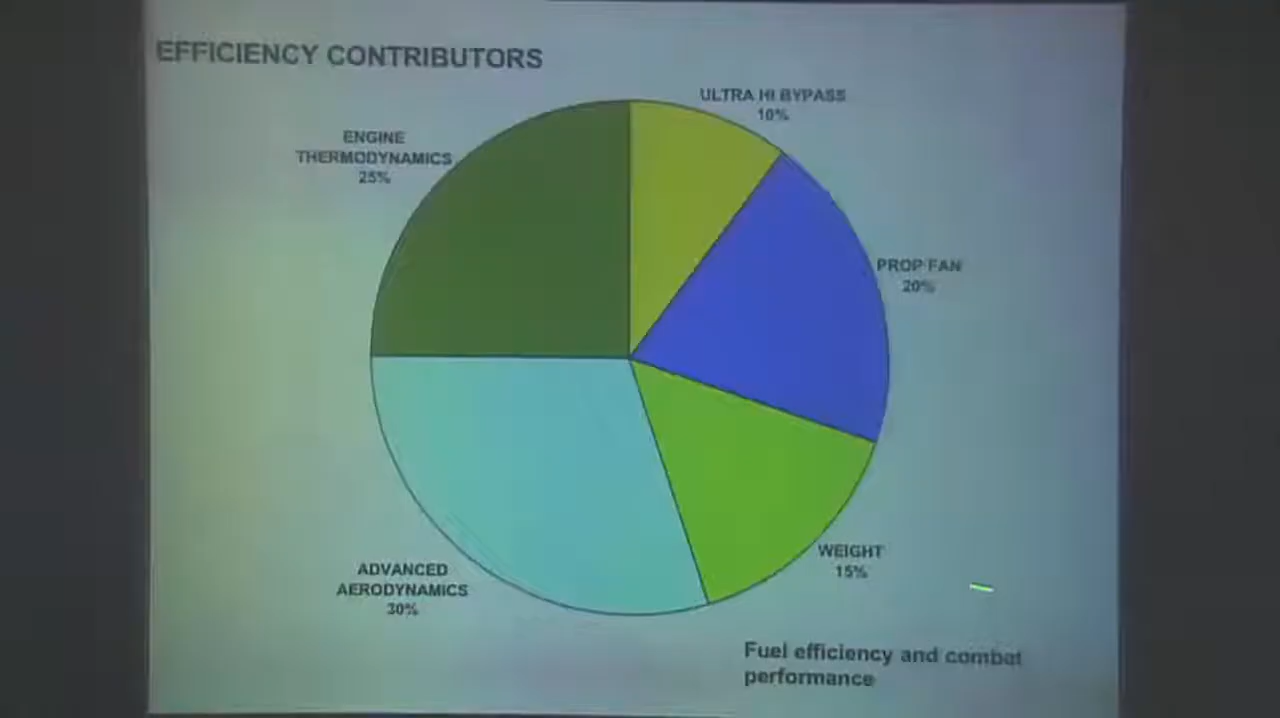 EFFICIENCY CONTRIBUTORS
ULTRA HI BYPASS
10%
ENGINE
THERMODYNAMICS
25%
PROP FAN
20%
WEIGHT
15%
ADVANCED
AERODYNAMICS
30%
Fuel efficiency and combat
performance